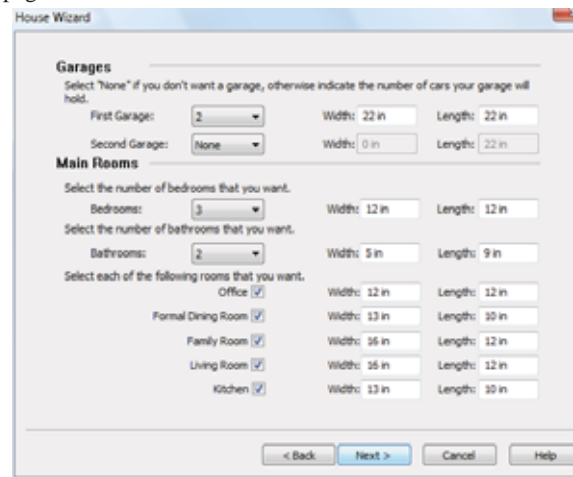 House Wizard
Garages
Select "None" if you don't want a garage, otherwise indicate the number of cars your garage will
hold.
First Garage: 2 Width: 22 in Length: 22 in
Second Garage: None Width: 0 in Length: 22 in
Main Rooms
Select the number of bedrooms that you want.
Bedrooms: 3 Width: 12 in Length: 12 in
Select the number of bathrooms that you want.
Bathrooms: 2 Width: 5 in Length: 9 in
Select each of the following rooms that you want.
Office Width: 12 in Length: 12 in
Formal Dining Room Width: 13 in Length: 10 in
Family Room Width: 16 in Length: 12 in
Living Room Width: 16 in Length: 12 in
Kitchen Width: 13 in Length: 10 in
< Back Next > Cancel Help